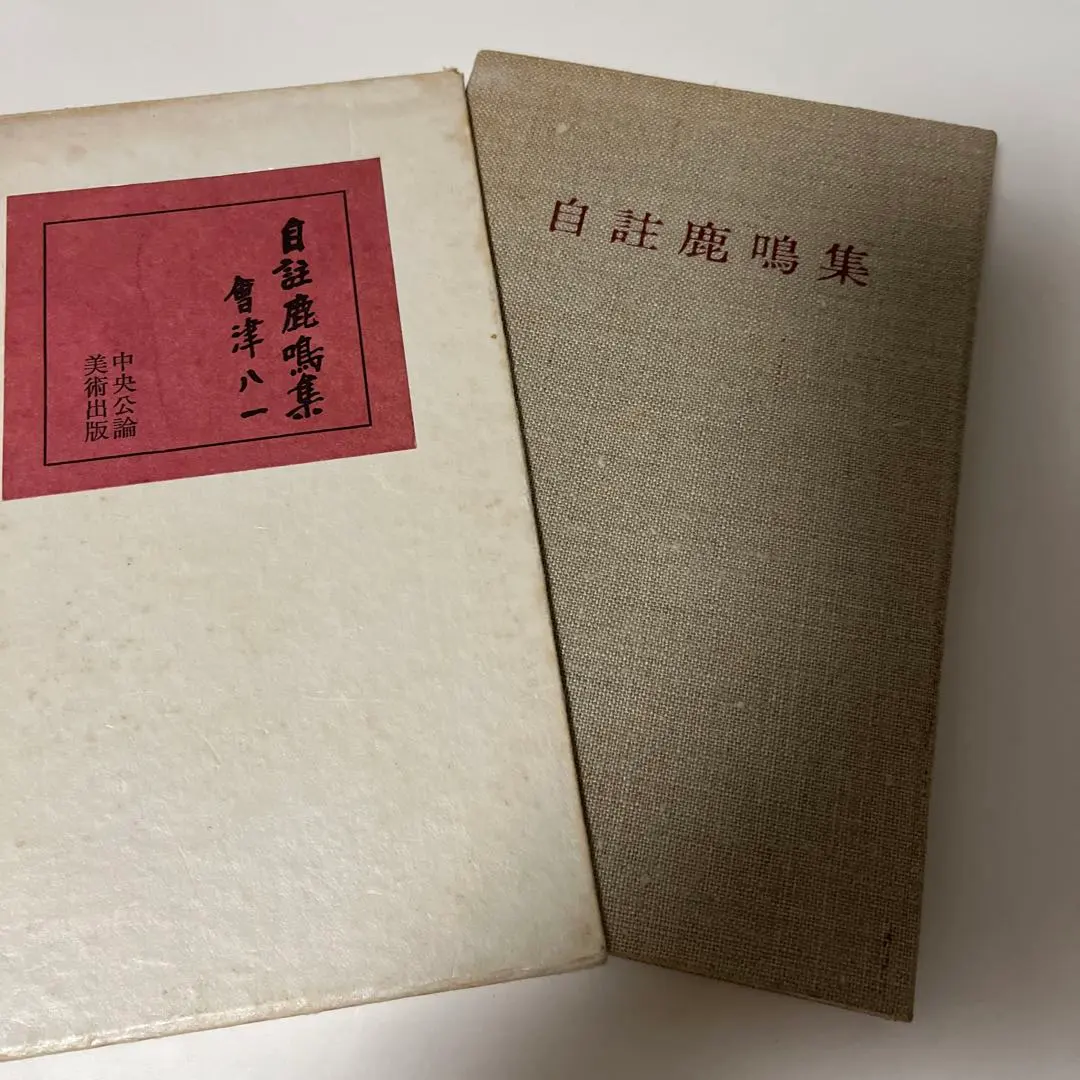 自註鹿鳴集
會津八一
中央公論
美術出版
自註鹿鳴集